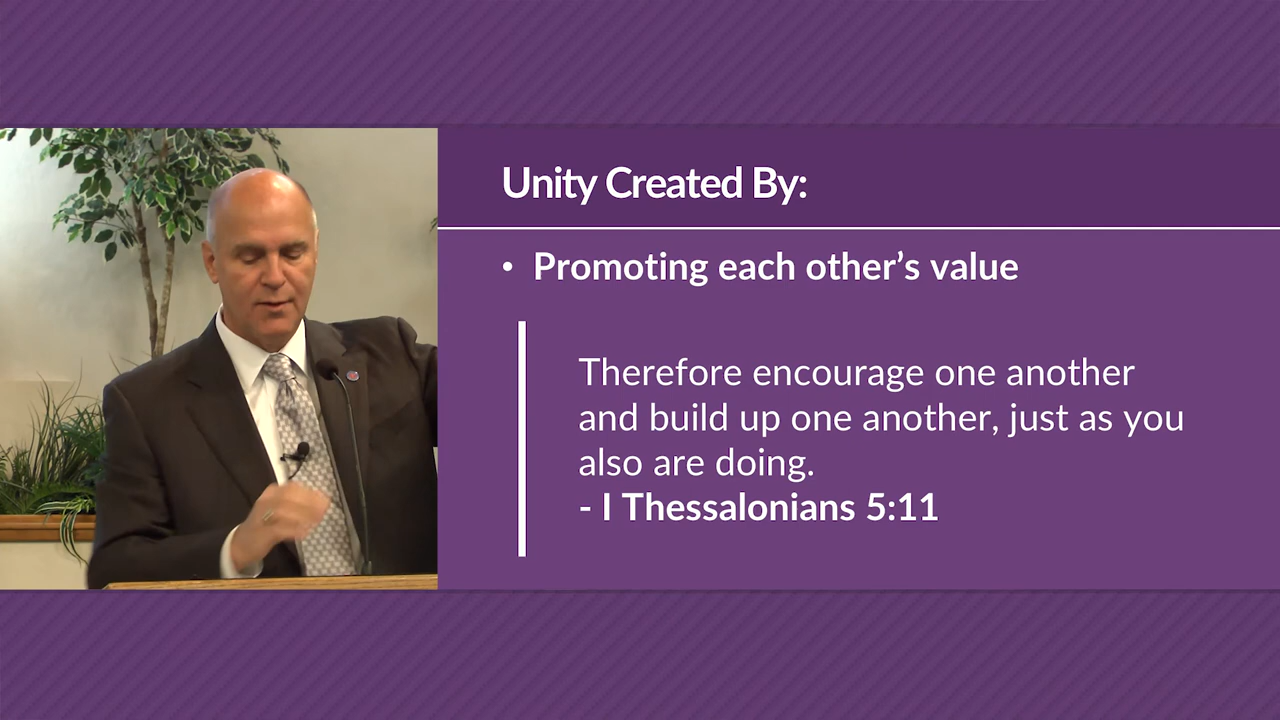 Unity Created By:
• Promoting each other’s value
Therefore encourage one another
and build up one another, just as you
also are doing.
- I Thessalonians 5:11